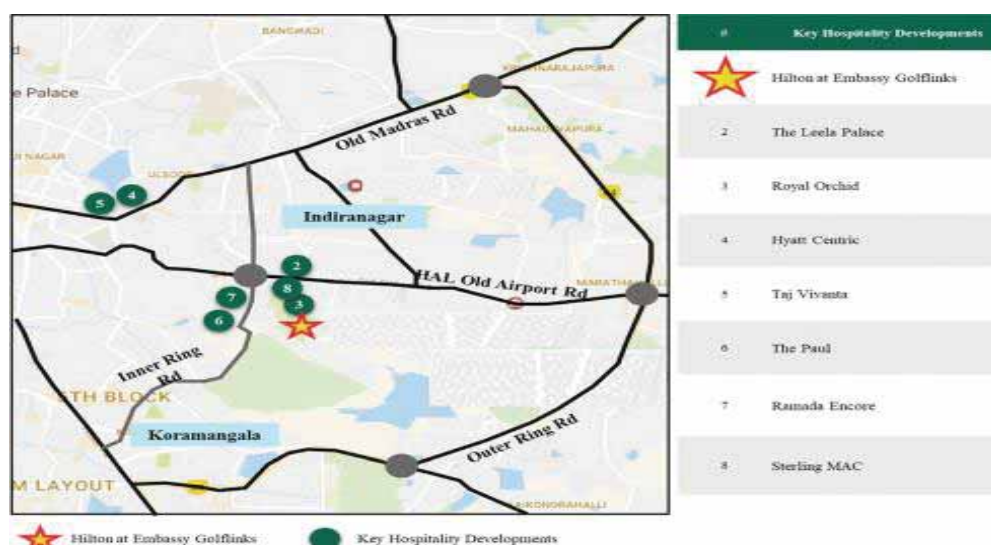 BANGWADI
e Palace
Old Madras Rd
ULSOOR
4
5
Indiranagar
2
8
3
HAL Old Airport Rd
7
6
Inner Ring
Rd
5TH BLOCK
Koramangala
Outer Ring Rd
M LAYOUT
# Key Hospitality Developments
Hilton at Embassy Golflinks
2 The Leela Palace
3 Royal Orchid
4 Hyatt Centric
5 Taj Vivanta
6 The Paul
7 Ramada Encore
8 Sterling MAC
Hilton at Embassy Golflinks
Key Hospitality Developments